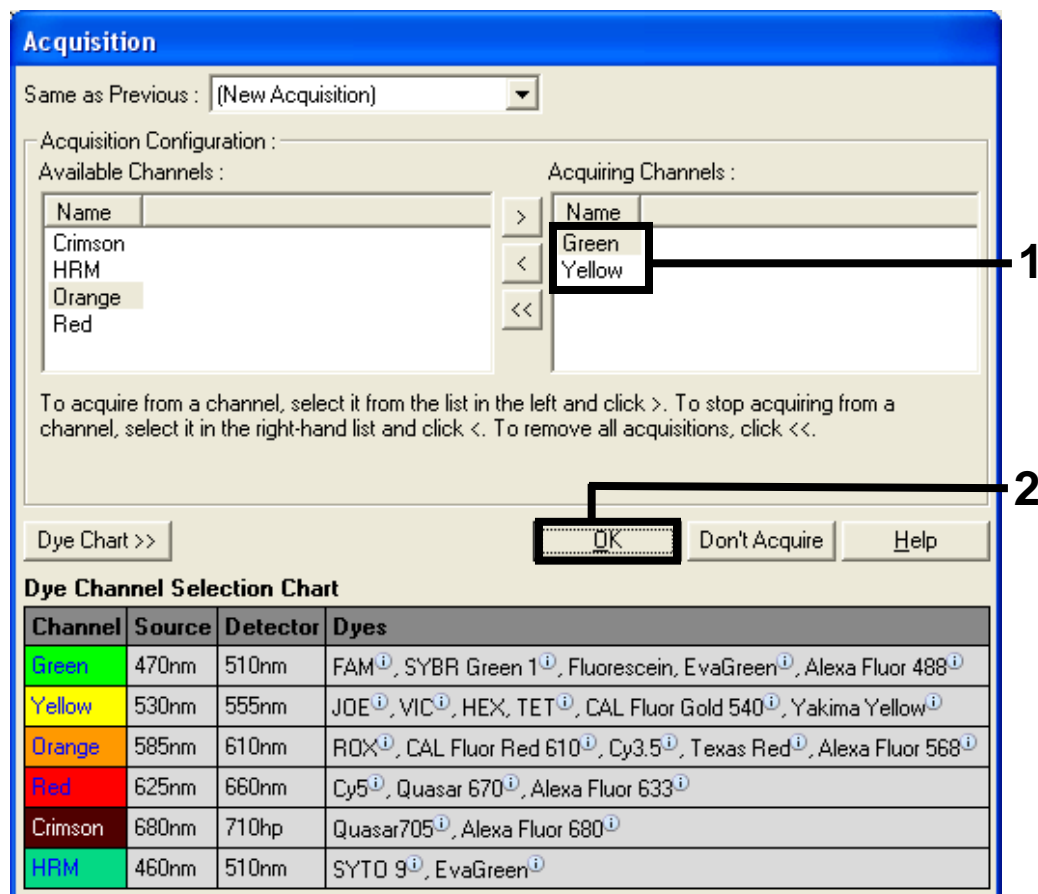 Acquisition
Same as Previous : (New Acquisition)
Acquisition Configuration :
Available Channels :
Name
Crimson
HRM
Orange
Red
>
<
<<
Acquiring Channels :
Name
Green
Yellow
1
To acquire from a channel, select it from the list in the left and click >. To stop acquiring from a
channel, select it in the right-hand list and click <. To remove all acquisitions, click <<.
2
Dye Chart >> OK Don't Acquire Help
Dye Channel Selection Chart
Channel Source Detector Dyes
Green 470nm 510nm FAM, SYBR Green 1, Fluorescein, EvaGreen, Alexa Fluor 488
Yellow 530nm 555nm JOE, VIC, HEX, TET, CAL Fluor Gold 540, Yakima Yellow
Orange 585nm 610nm ROX, CAL Fluor Red 610, Cy3.5, Texas Red, Alexa Fluor 568
Red 625nm 660nm Cy5, Quasar 670, Alexa Fluor 633
Crimson 680nm 710hp Quasar705, Alexa Fluor 680
HRM 460nm 510nm SYTO 9, EvaGreen